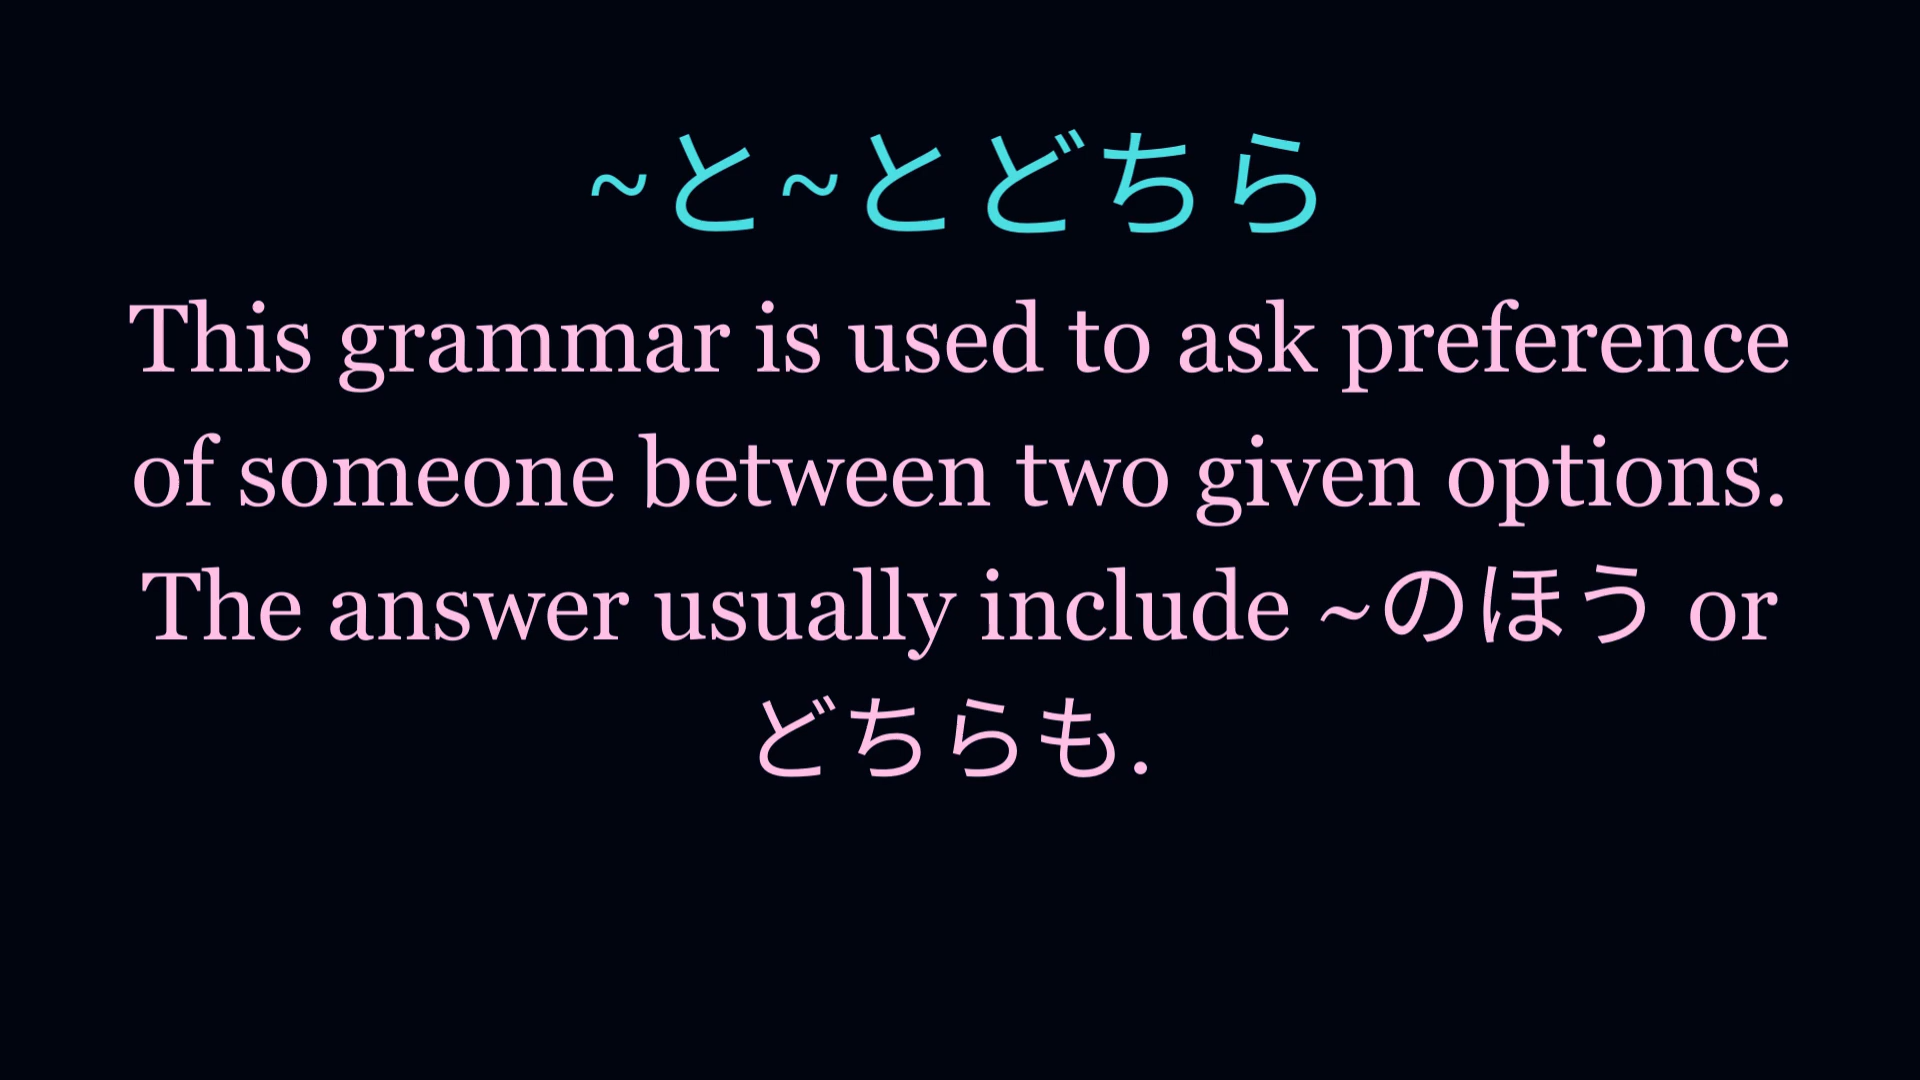 ~と~とどちら
This grammar is used to ask preference
of someone between two given options.
The answer usually include ~のほう or
どちらも.